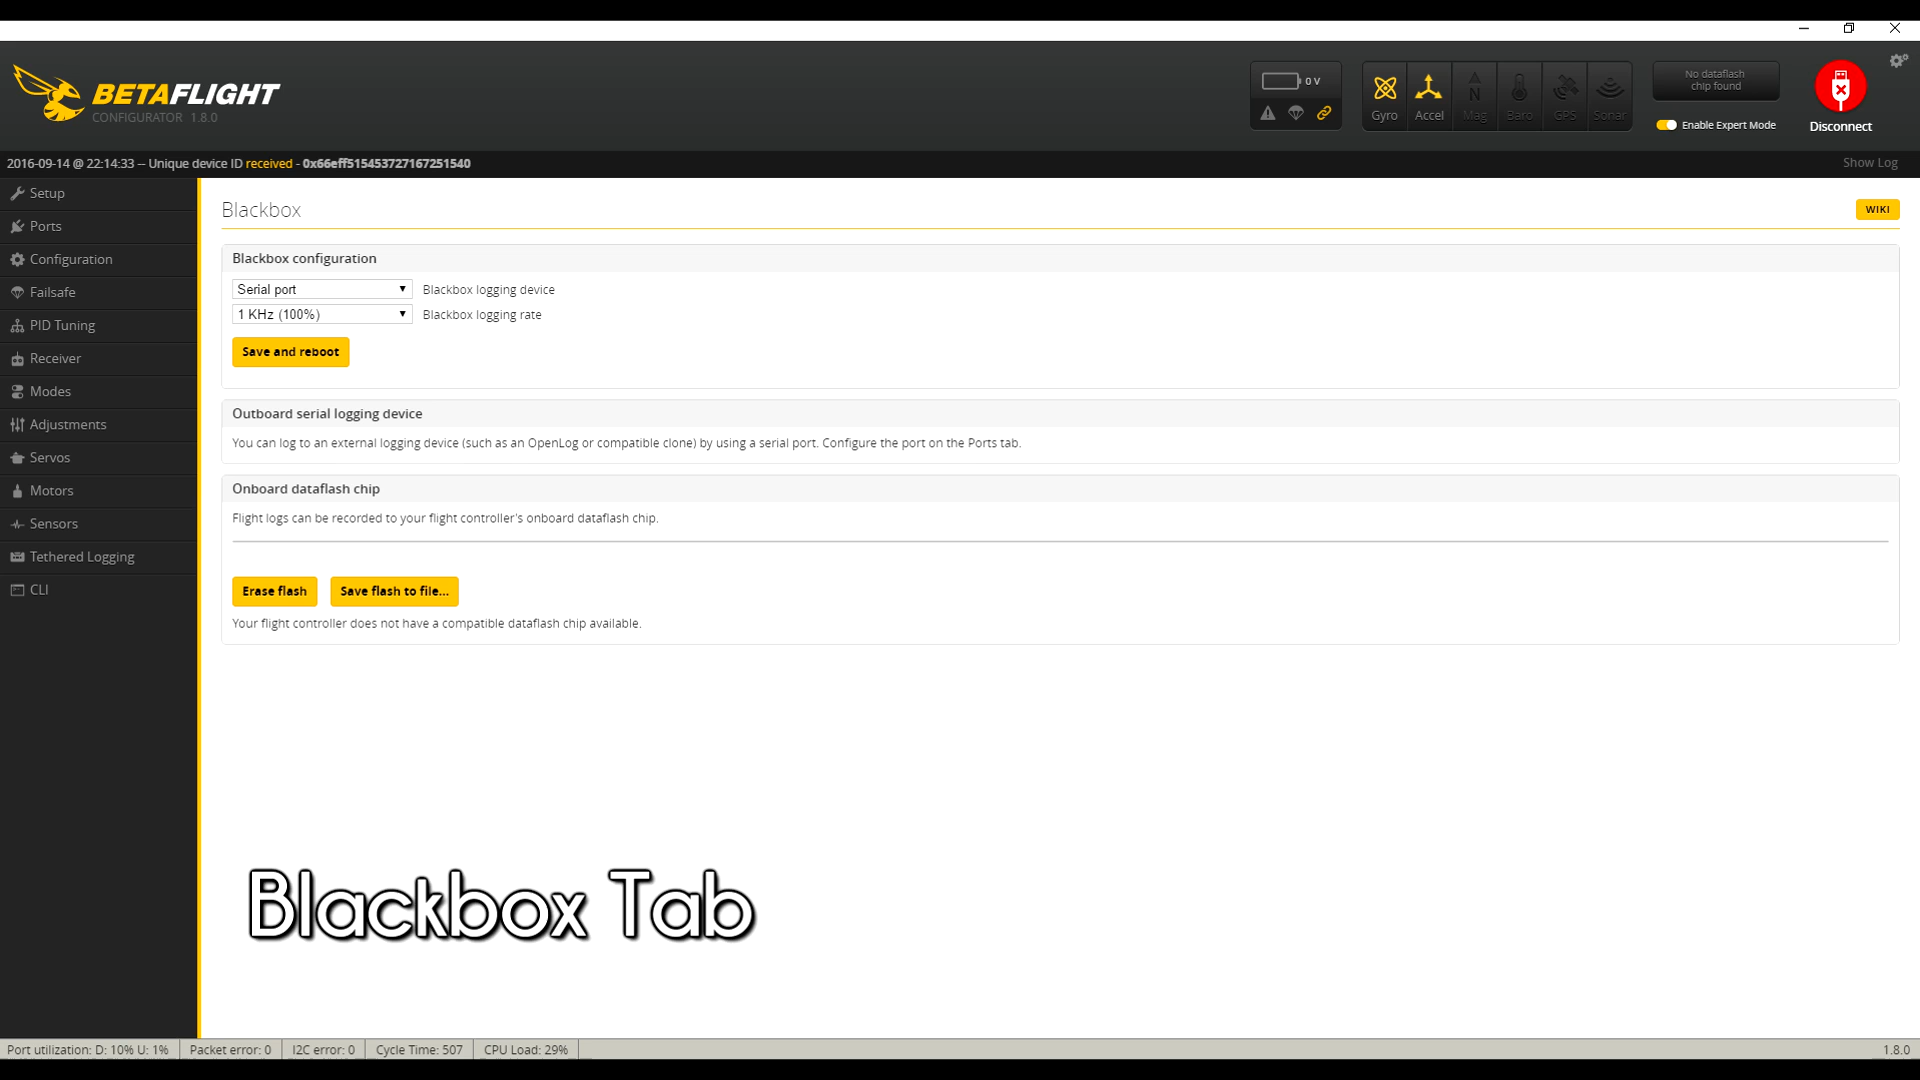 BETAFLIGHT
CONFIGURATOR 1.8.0
0 V
Gyro
Accel
Mag
Baro
GPS
Sonar
No dataflash
chip found
Enable Expert Mode
Disconnect
2016-09-14 @ 22:14:33 -- Unique device ID received - 0x66eff515453727167251540
Show Log
Setup
Ports
Configuration
Failsafe
PID Tuning
Receiver
Modes
Adjustments
Servos
Motors
Sensors
Tethered Logging
CLI
Blackbox
WIKI
Blackbox configuration
Serial port Blackbox logging device
1 KHz (100%) Blackbox logging rate
Save and reboot
Outboard serial logging device
You can log to an external logging device (such as an OpenLog or compatible clone) by using a serial port. Configure the port on the Ports tab.
Onboard dataflash chip
Flight logs can be recorded to your flight controller's onboard dataflash chip.
Erase flash Save flash to file...
Your flight controller does not have a compatible dataflash chip available.
Blackbox Tab
Port utilization: D: 10% U: 1% Packet error: 0 I2C error: 0 Cycle Time: 507 CPU Load: 29% 1.8.0